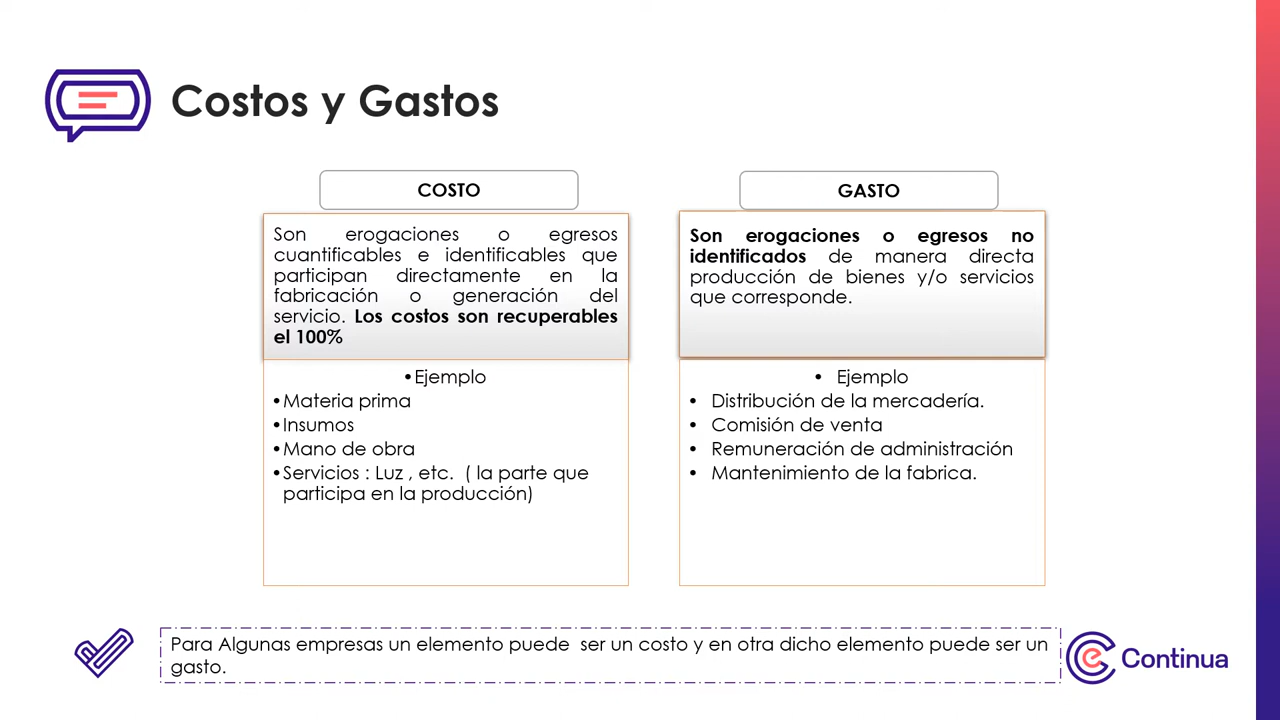 Costos y Gastos
COSTO
Son erogaciones o egresos
cuantificables e identificables que
participan directamente en la
fabricación o generación del
servicio. Los costos son recuperables
el 100%
•Ejemplo
•Materia prima
•Insumos
•Mano de obra
•Servicios : Luz , etc. ( la parte que
participa en la producción)
GASTO
Son erogaciones o egresos no
identificados de manera directa
producción de bienes y/o servicios
que corresponde.
• Ejemplo
• Distribución de la mercadería.
• Comisión de venta
• Remuneración de administración
• Mantenimiento de la fabrica.
Para Algunas empresas un elemento puede ser un costo y en otra dicho elemento puede ser un
gasto.
e Continua